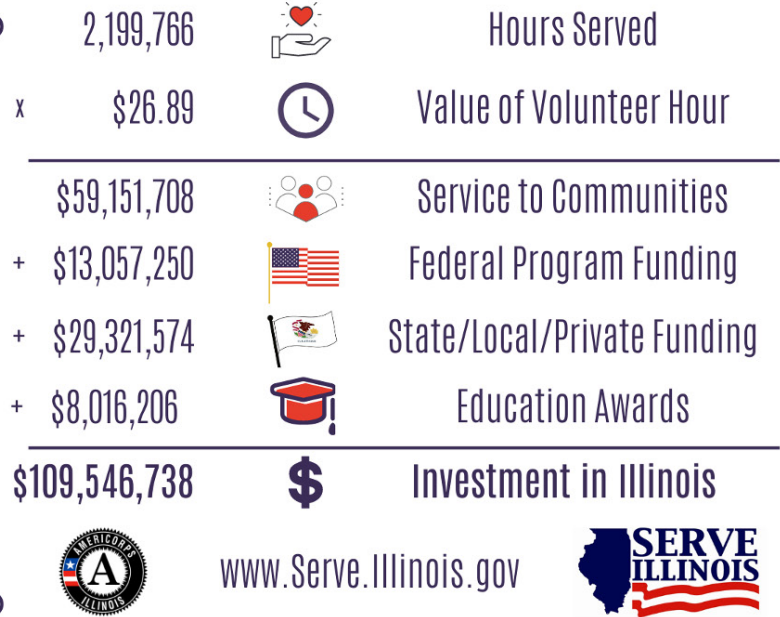 2,199,766 Hours Served
x $26.89 Value of Volunteer Hour
$59,151,708 Service to Communities
+ $13,057,250 Federal Program Funding
+ $29,321,574 State/Local/Private Funding
+ $8,016,206 Education Awards
$109,546,738 $ Investment in Illinois
AMERICORPS
A
ILLINOIS
www.Serve.Illinois.gov
SERVE
ILLINOIS